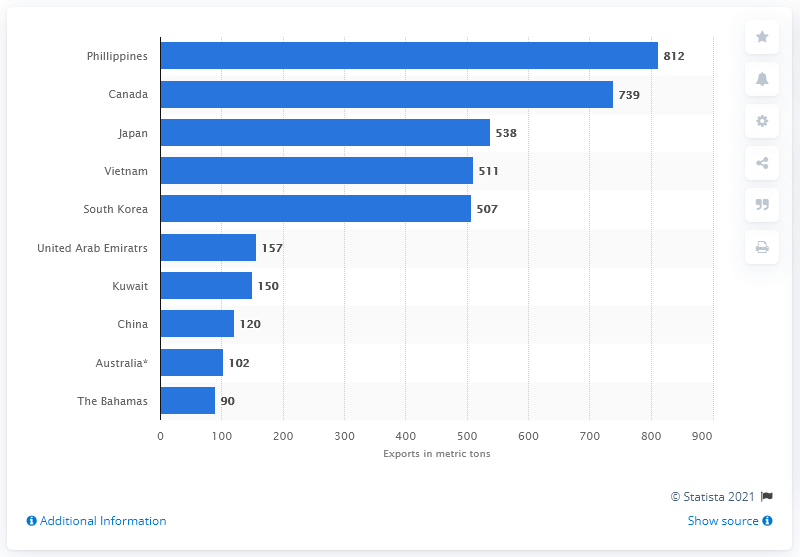 Phillippines 812
Canada 739
Japan 538
Vietnam 511
South Korea 507
United Arab Emiratrs 157
Kuwait 150
China 120
Australia* 102
The Bahamas 90
0 100 200 300 400 500 600 700 800 900
Exports in metric tons
© Statista 2021
Additional Information Show source